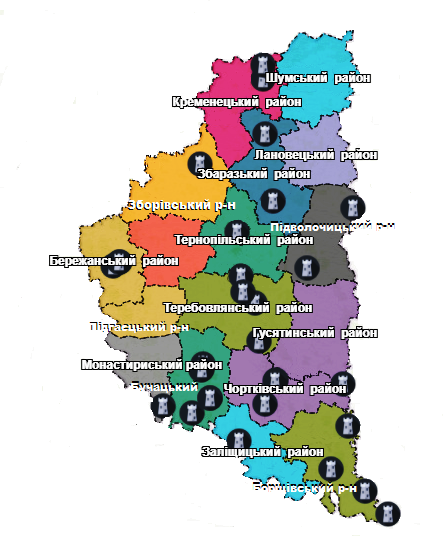 Шумський район
Кременецький район
Лановецький район
Збаразький район
Зборівський р-н
Підволочицький р-н
Тернопільський район
Бережанський район
Теребовлянський район
Підгаєцький р-н
Гусятинський район
Монастириський район
Бучацький
Чортківський район
Заліщицький район
Борщівський р-н